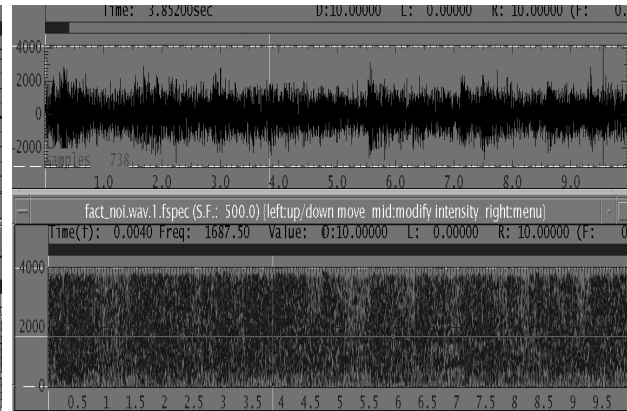 Time: 3.85200sec D:10.00000 L: 0.00000 R: 10.00000 (F: 0.
4000
2000
0
-2000
samples 738
1.0 2.0 3.0 4.0 5.0 6.0 7.0 8.0 9.0
fact_noi.wav.1.fspec (S.F.: 500.0) {left:up/down move mid:modify intensity right:menu}
Time(f): 0.0040 Freq: 1687.50 Value: D:10.00000 L: 0.00000 R: 10.00000 (F: 0
4000
2000
0
0.5 1 1.5 2 2.5 3 3.5 4 4.5 5 5.5 6 6.5 7 7.5 8 8.5 9 9.5